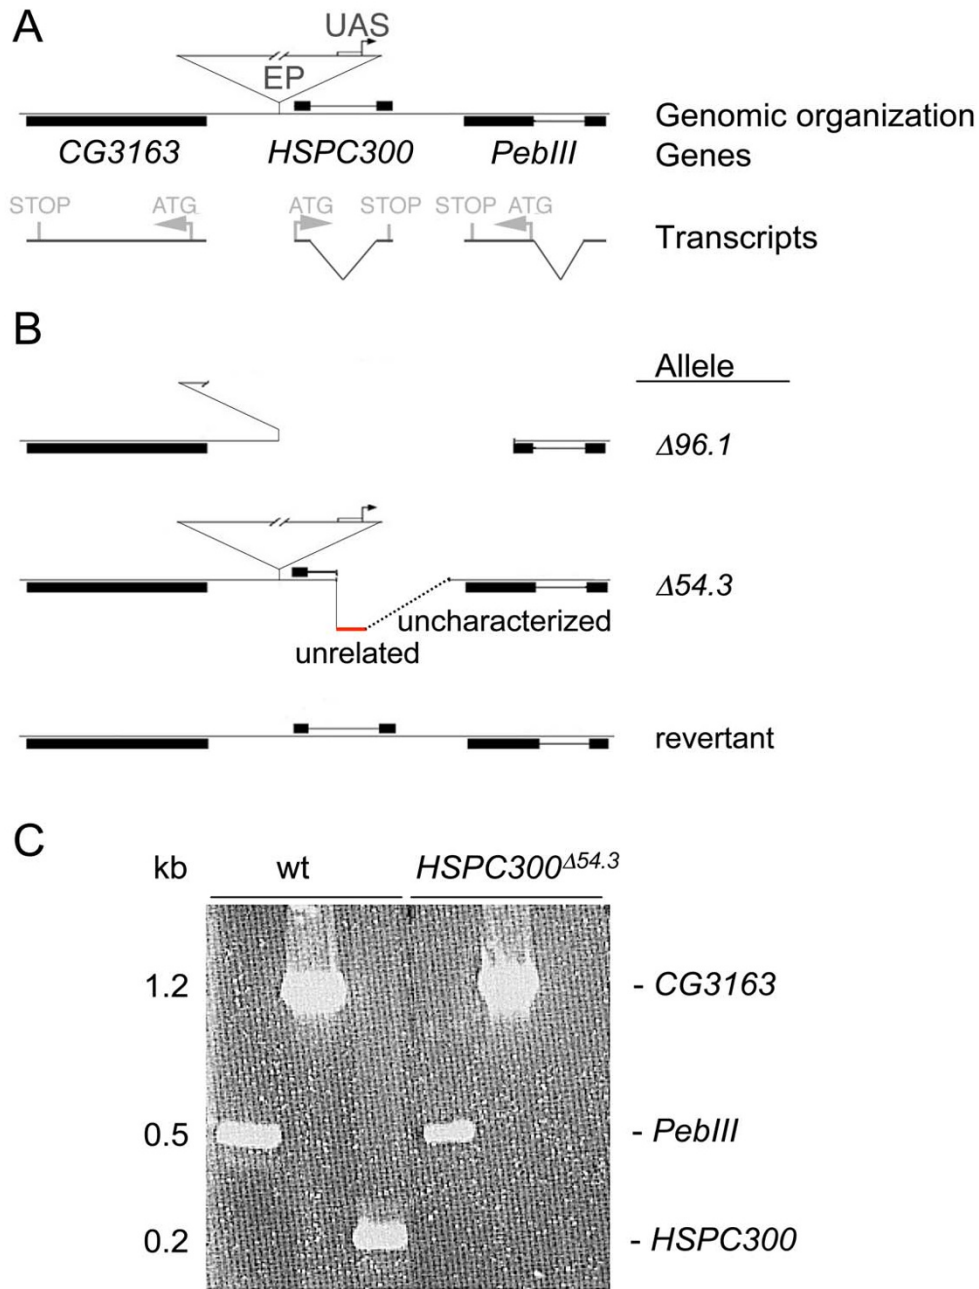 A
UAS
EP
Genomic organization
CG3163 HSPC300 PebIII Genes
STOP ATG ATG STOP STOP ATG
Transcripts
B
Allele
Δ96.1
Δ54.3
uncharacterized
unrelated
revertant
C
kb wt HSPC300Δ54.3
1.2 - CG3163
0.5 - PebIII
0.2 - HSPC300